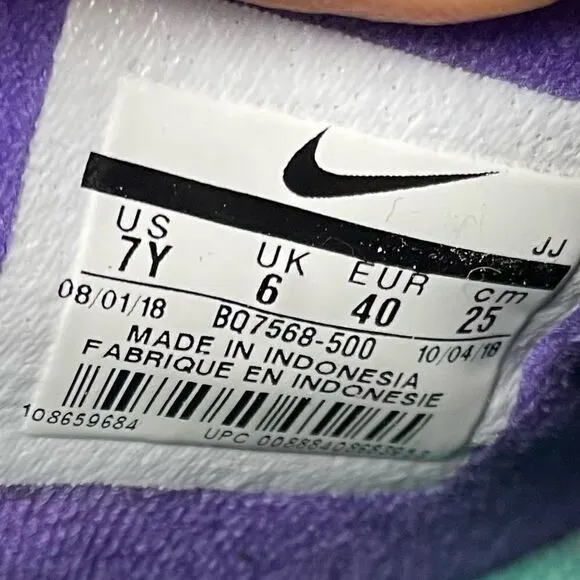 JJ
US UK EUR cm
7Y 6 40 25
08/01/18 BQ7568-500 10/04/18
MADE IN INDONESIA
FABRIQUE EN INDONESIE
108659684 UPC